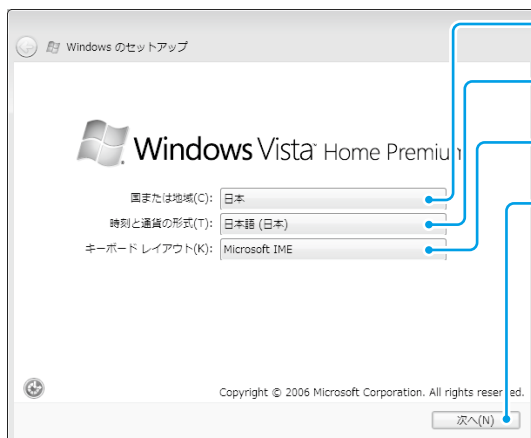 Windows のセットアップ
Windows Vista™ Home Premium
国または地域(C): 日本
時刻と通貨の形式(T): 日本語 (日本)
キーボード レイアウト(K): Microsoft IME
Copyright © 2006 Microsoft Corporation. All rights reserved.
次へ(N)